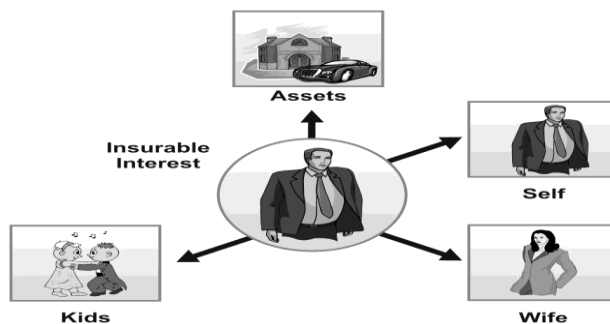 Assets
Insurable
Interest
Self
Kids
Wife